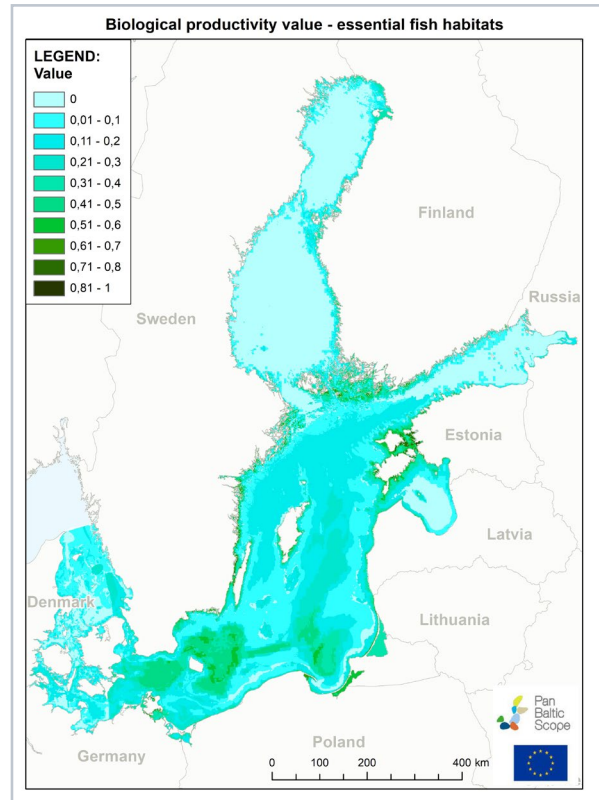 Biological productivity value - essential fish habitats
LEGEND:
Value
0
0,01 - 0,1
0,11 - 0,2
0,21 - 0,3
0,31 - 0,4
0,41 - 0,5
0,51 - 0,6
0,61 - 0,7
0,71 - 0,8
0,81 - 1
Finland
Russia
Sweden
Estonia
Latvia
Denmark
Lithuania
Pan
Baltic
Scope
Poland
Germany
0 100 200 400 km